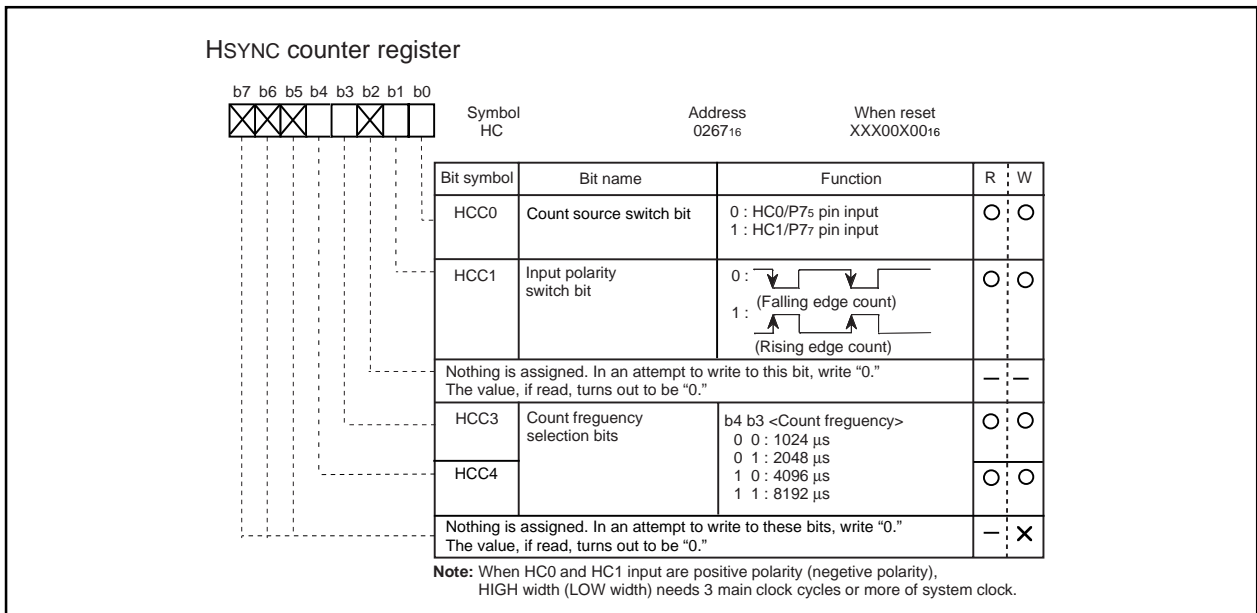 HSYNC counter register
b7 b6 b5 b4 b3 b2 b1 b0
Symbol Address When reset
HC 026716 XXX00X0016
Bit symbol Bit name Function R W
HCC0 Count source switch bit 0 : HC0/P75 pin input
1 : HC1/P77 pin input
HCC1 Input polarity
switch bit
0 :
(Falling edge count)
1 :
(Rising edge count)
Nothing is assigned. In an attempt to write to this bit, write “0.”
The value, if read, turns out to be “0.”
HCC3 Count freguency
selection bits
b4 b3 <Count freguency>
0 0 : 1024 µs
0 1 : 2048 µs
HCC4 1 0 : 4096 µs
1 1 : 8192 µs
Nothing is assigned. In an attempt to write to these bits, write “0.”
The value, if read, turns out to be “0.”
Note: When HC0 and HC1 input are positive polarity (negetive polarity),
HIGH width (LOW width) needs 3 main clock cycles or more of system clock.